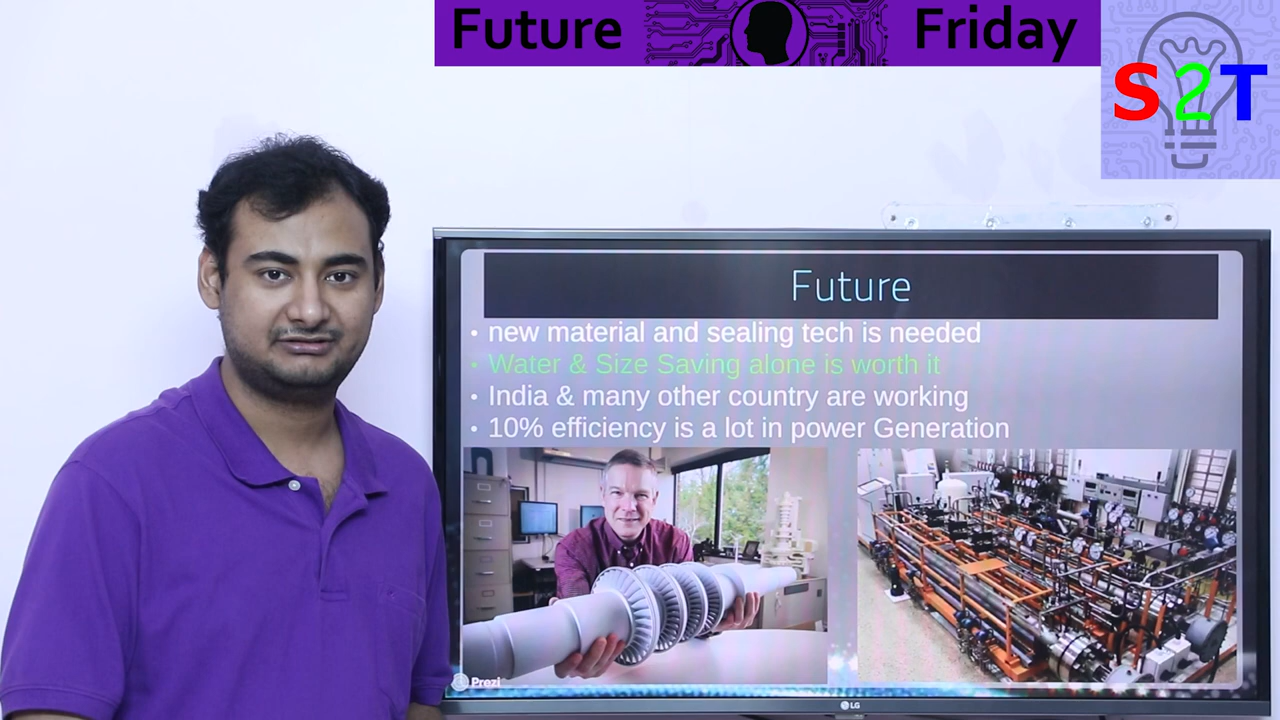 Future Friday
S2T
Future
• new material and sealing tech is needed
• Water & Size Saving alone is worth it
• India & many other country are working
• 10% efficiency is a lot in power Generation
Prezi
LG